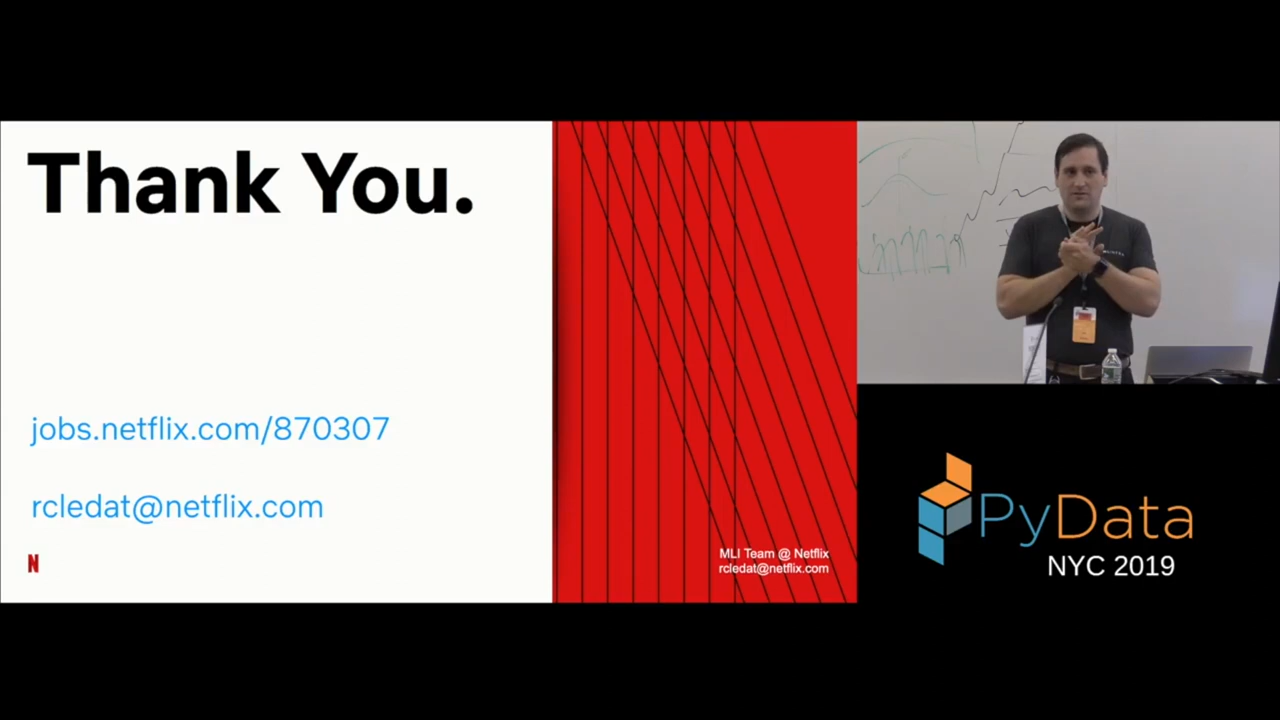 Thank You.
jobs.netflix.com/870307
rcledat@netflix.com
N
MLI Team @ Netflix
rcledat@netflix.com
PyData
NYC 2019